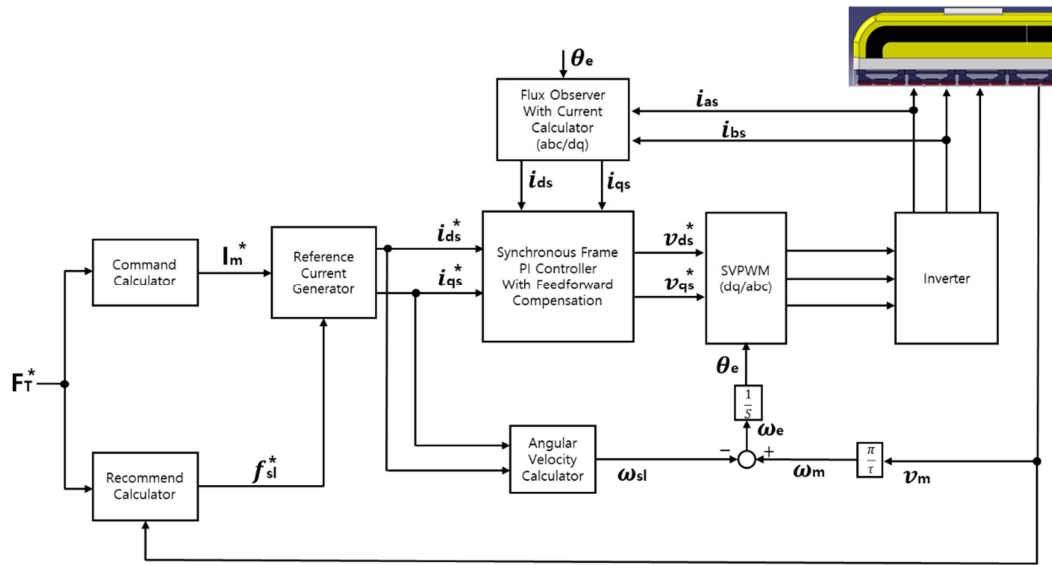 θe
Flux Observer
With Current
Calculator
(abc/dq)
ias
ibs
ids
iqs
Command
Calculator
Im*
Reference
Current
Generator
ids*
iqs*
Synchronous Frame
PI Controller
With Feedforward
Compensation
vds*
vqs*
SVPWM
(dq/abc)
Inverter
FT*
θe
1
S
ωe
Recommend
Calculator
fsl*
Angular
Velocity
Calculator
ωsl
−
+
ωm
π
τ
vm